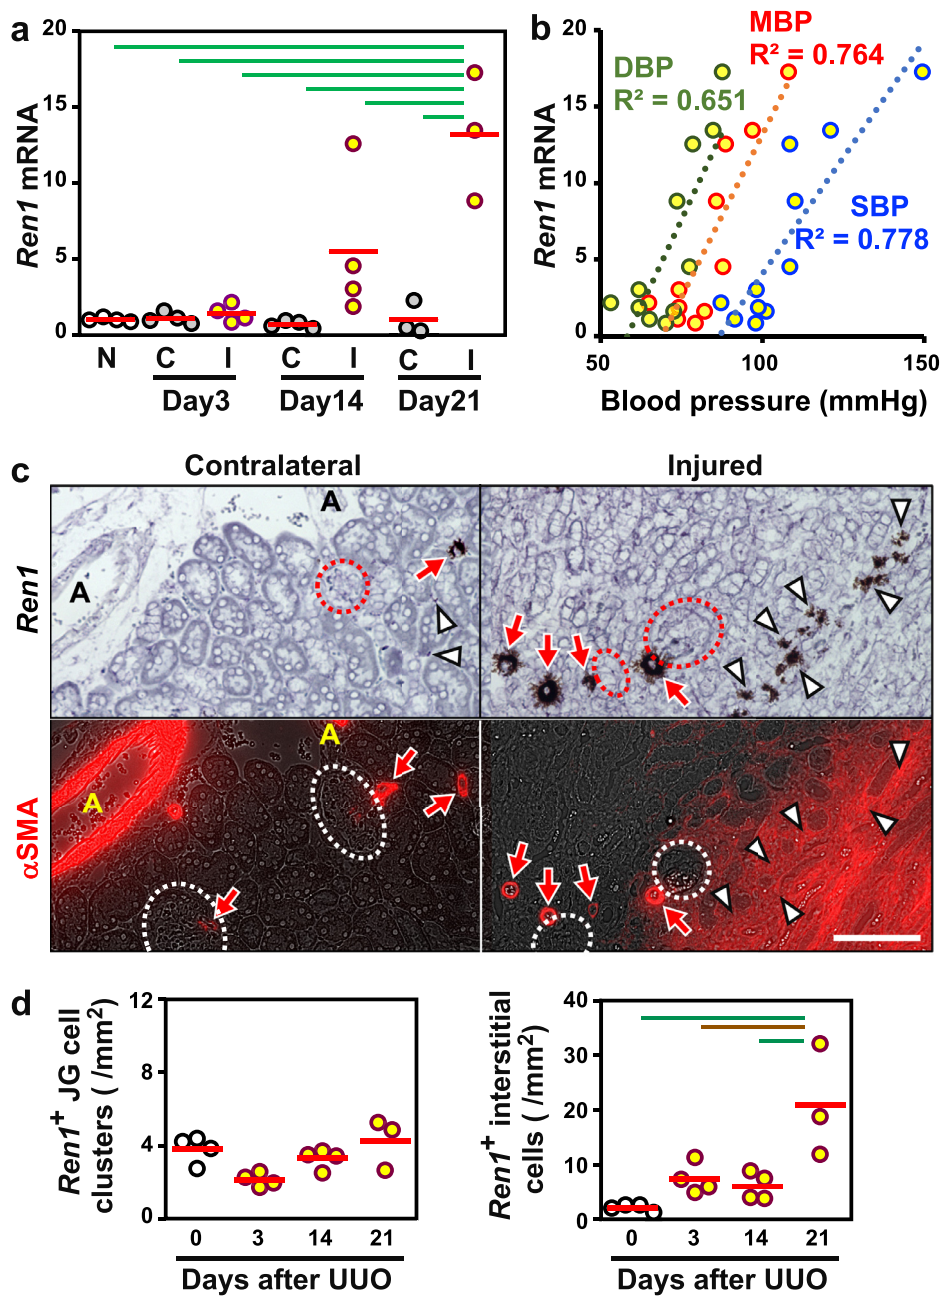 a
20
15
10
5
0
Ren1 mRNA
N C I C I C I
Day3 Day14 Day21
b
20
15
10
5
0
Ren1 mRNA
DBP
R² = 0.651
MBP
R² = 0.764
SBP
R² = 0.778
50 100 150
Blood pressure (mmHg)
c
Contralateral Injured
Ren1
A
A
αSMA
A
A
d
12
8
4
0
Ren1+ JG cell
clusters ( /mm2)
0 3 14 21
Days after UUO
40
30
20
10
0
Ren1+ interstitial
cells ( /mm2)
0 3 14 21
Days after UUO